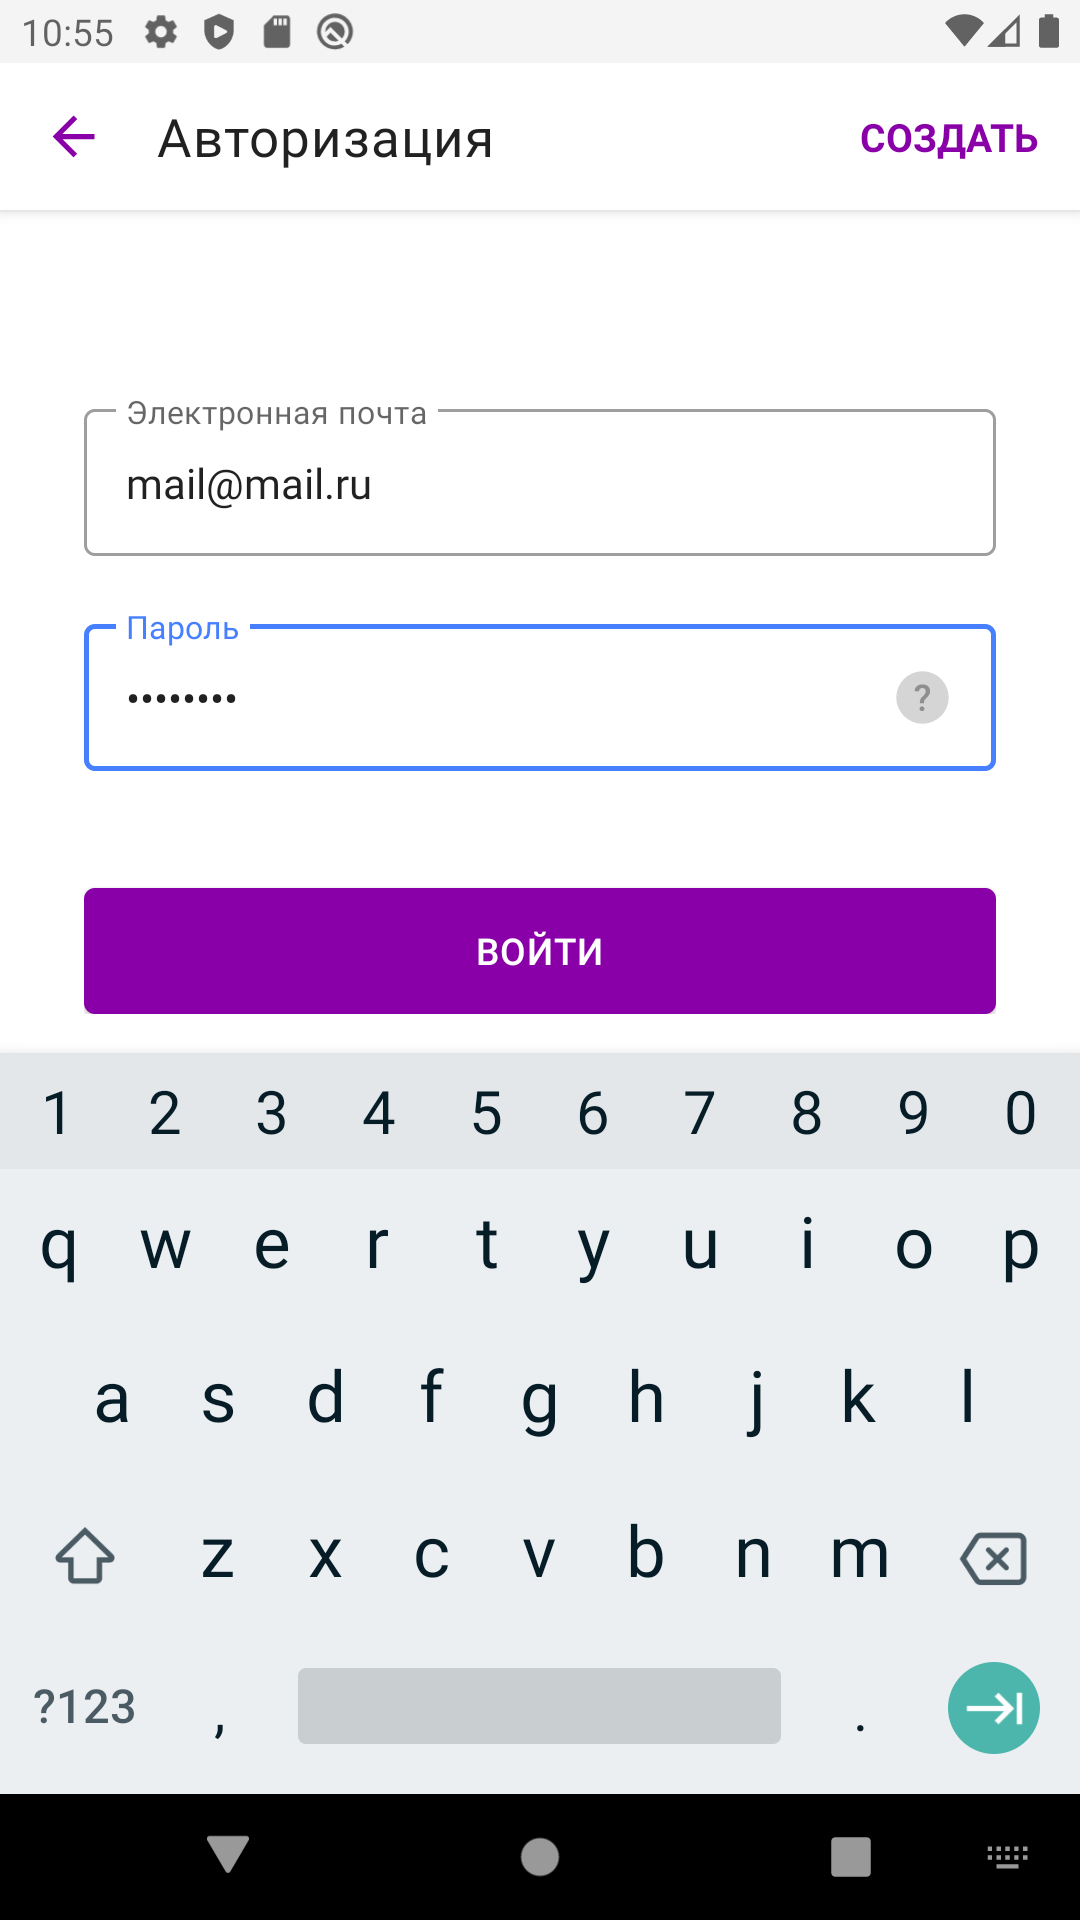 10:55
Авторизация
СОЗДАТЬ
Электронная почта
mail@mail.ru
Пароль
••••••••
?
ВОЙТИ
1 2 3 4 5 6 7 8 9 0
q w e r t y u i o p
a s d f g h j k l
z x c v b n m
?123 , .